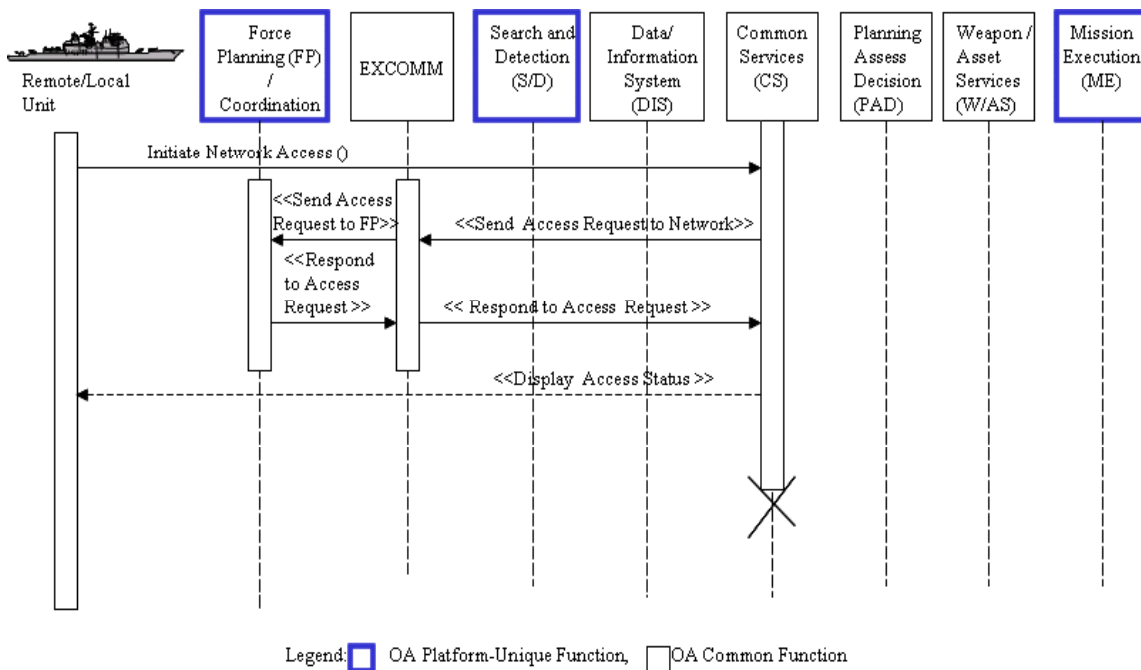 Remote/Local
Unit
Force
Planning (FP)
/
Coordination
EXCOMM
Search and
Detection
(S/D)
Data/
Information
System
(DIS)
Common
Services
(CS)
Planning
Assess
Decision
(PAD)
Weapon /
Asset
Services
(W/AS)
Mission
Execution
(ME)
Initiate Network Access ()
<<Send Access
Request to FP>>
<<Send Access Request to Network>>
<<Respond
to Access
Request >>
<< Respond to Access Request >>
<<Display Access Status >>
Legend: OA Platform-Unique Function, OA Common Function